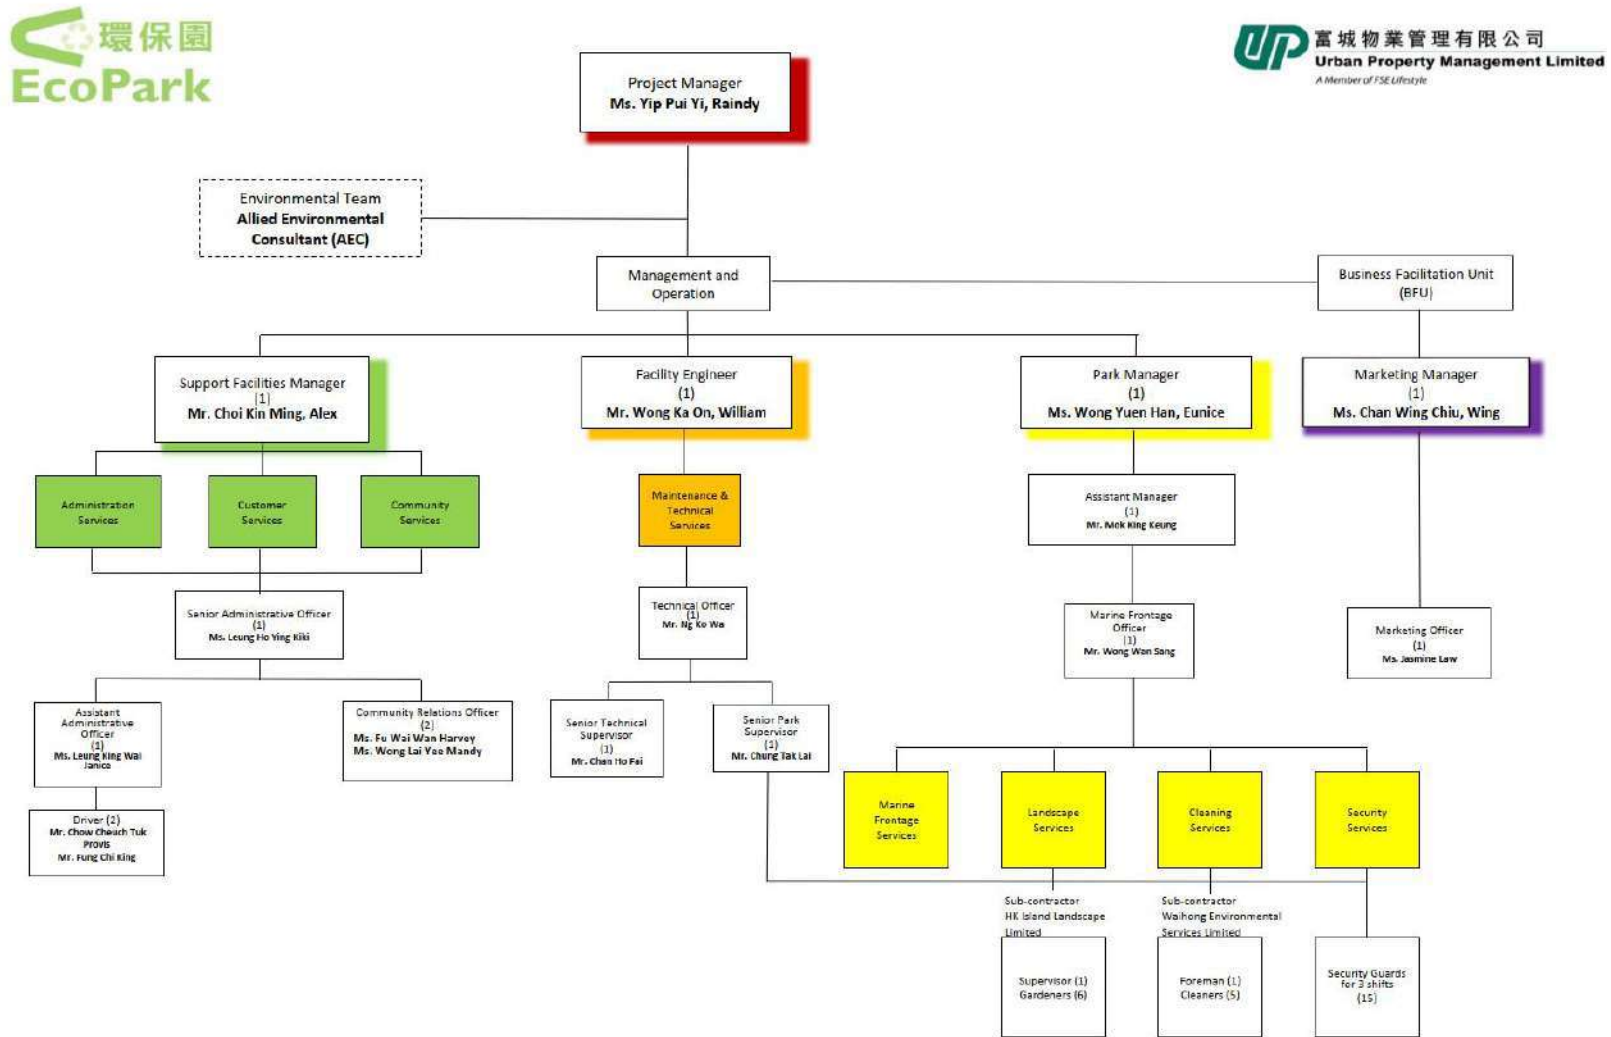 環保園
EcoPark
富城物業管理有限公司
Urban Property Management Limited
A Member of FSE Lifestyle
Project Manager
Ms. Yip Pui Yi, Raindy
Environmental Team
Allied Environmental
Consultant (AEC)
Management and
Operation
Business Facilitation Unit
(BFU)
Support Facilities Manager
(1)
Mr. Choi Kin Ming, Alex
Facility Engineer
(1)
Mr. Wong Ka On, William
Park Manager
(1)
Ms. Wong Yuen Han, Eunice
Marketing Manager
(1)
Ms. Chan Wing Chiu, Wing
Administration
Services
Customer
Services
Community
Services
Maintenance &
Technical
Services
Assistant Manager
(1)
Mr. Mok King Keung
Senior Administrative Officer
(1)
Ms. Leung Ho Ying Kiki
Technical Officer
(1)
Mr. Ng Ko Wa
Marine Frontage
Officer
(1)
Mr. Wong Wan Sang
Marketing Officer
(1)
Ms. Jasmine Law
Assistant
Administrative
Officer
(1)
Ms. Leung King Wai
Janice
Community Relations Officer
(2)
Ms. Fu Wai Wan Harvey
Ms. Wong Lai Yee Mandy
Senior Technical
Supervisor
(1)
Mr. Chan Ho Fai
Senior Park
Supervisor
(1)
Mr. Chung Tak Lai
Driver (2)
Mr. Chow Cheuch Tuk
Provis
Mr. Fung Chi King
Marine
Frontage
Services
Landscape
Services
Cleaning
Services
Security
Services
Sub-contractor
HK Island Landscape
Limited
Sub-contractor
Waihong Environmental
Services Limited
Supervisor (1)
Gardeners (6)
Foreman (1)
Cleaners (5)
Security Guards
for 3 shifts
(15)